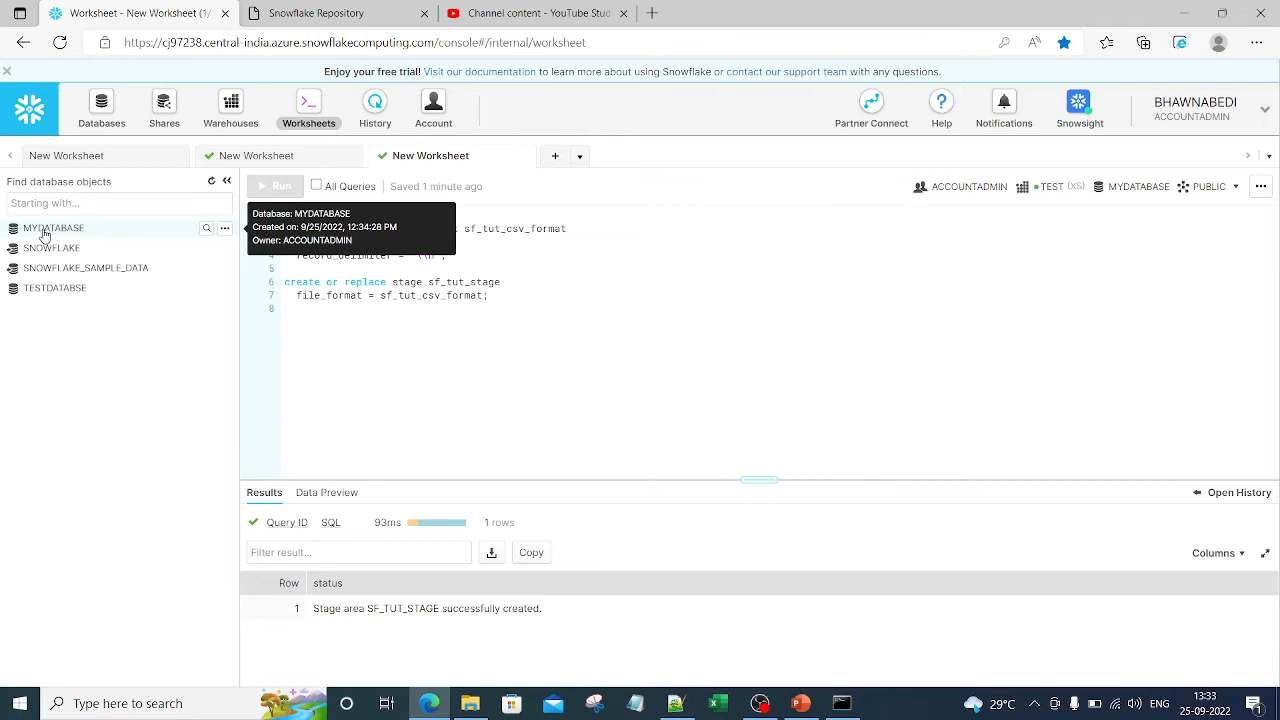 New Worksheet - Worksheet (1/
Snowflake Repository
Channel content - YouTube Stud
https://cj97238.central-india.azure.snowflakecomputing.com/console#/internal/worksheet
Enjoy your free trial! Visit our documentation to learn more about using Snowflake or contact our support team with any questions.
Databases
Shares
Warehouses
Worksheets
History
Account
Partner Connect
Help
Notifications
Snowsight
BHAWNABEDI
ACCOUNTADMIN
New Worksheet
New Worksheet
New Worksheet
Find database objects
Run
All Queries
Saved 1 minute ago
ACCOUNTADMIN
TEST (XS)
MYDATABASE
PUBLIC
Starting with...
MYDATABASE
SNOWFLAKE
SNOWFLAKE_SAMPLE_DATA
TESTDATABSE
Database: MYDATABASE
Created on: 9/25/2022, 12:34:28 PM
Owner: ACCOUNTADMIN
sf_tut_csv_format
5
6 create or replace stage sf_tut_stage
7 file_format = sf_tut_csv_format;
8
Results
Data Preview
Open History
Query ID
SQL
93ms
1 rows
Filter result...
Copy
Columns
Row status
1 Stage area SF_TUT_STAGE successfully created.
Type here to search
29°C
ENG
13:33
25-09-2022